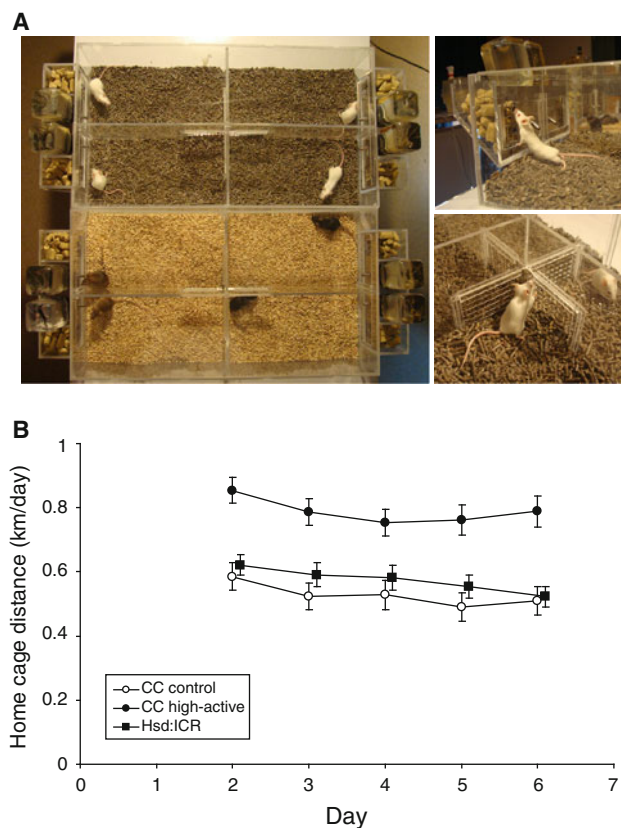 A
B
Home cage distance (km/day)
1
0.8
0.6
0.4
0.2
0
CC control
CC high-active
Hsd:ICR
0 1 2 3 4 5 6 7
Day